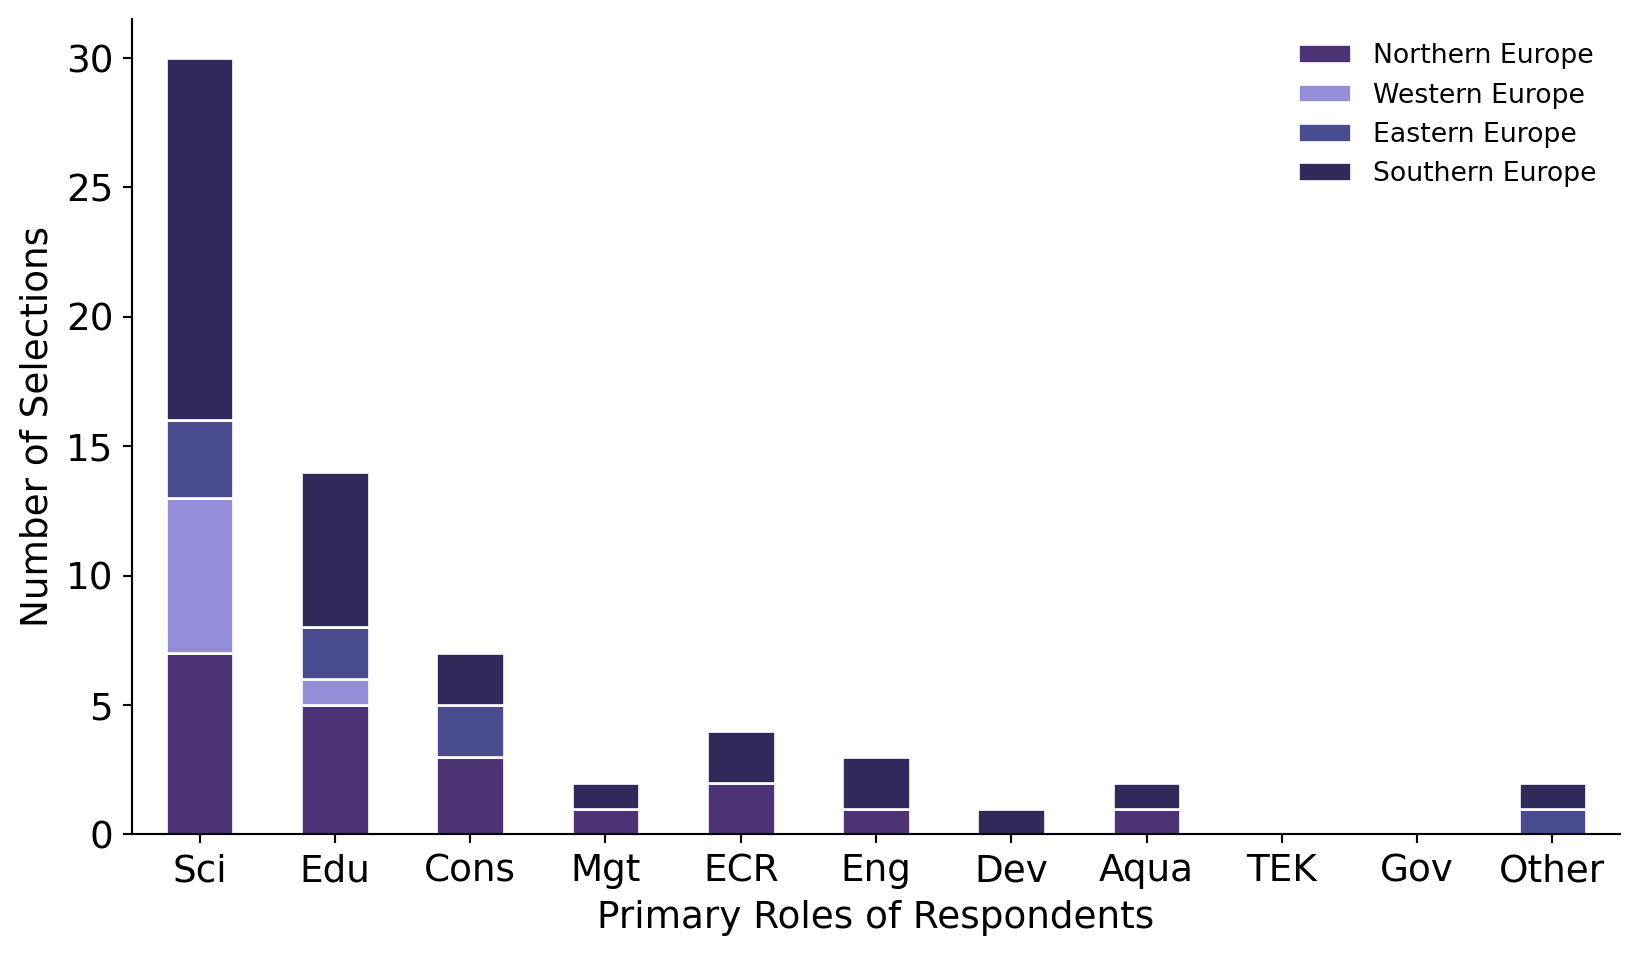 Number of Selections
30
25
20
15
10
5
0
Northern Europe
Western Europe
Eastern Europe
Southern Europe
Sci Edu Cons Mgt ECR Eng Dev Aqua TEK Gov Other
Primary Roles of Respondents